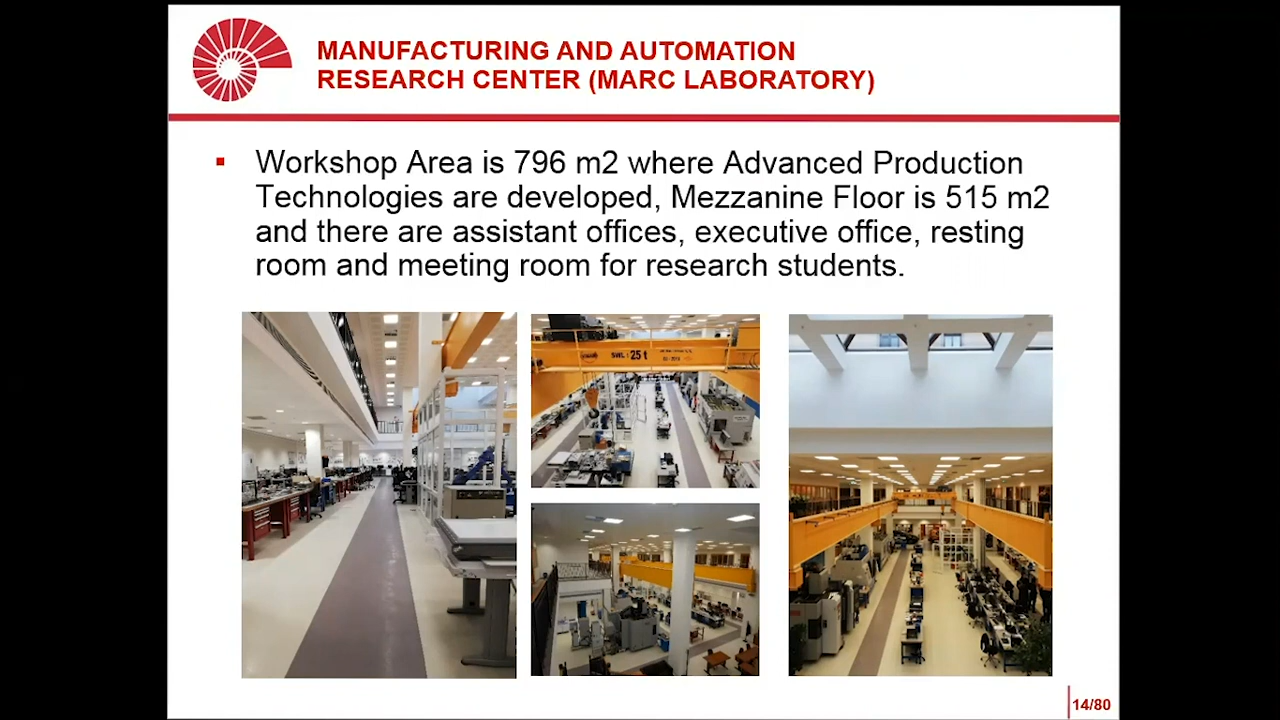 MANUFACTURING AND AUTOMATION
RESEARCH CENTER (MARC LABORATORY)
▪ Workshop Area is 796 m2 where Advanced Production
Technologies are developed, Mezzanine Floor is 515 m2
and there are assistant offices, executive office, resting
room and meeting room for research students.
SWL: 25 t
14/80